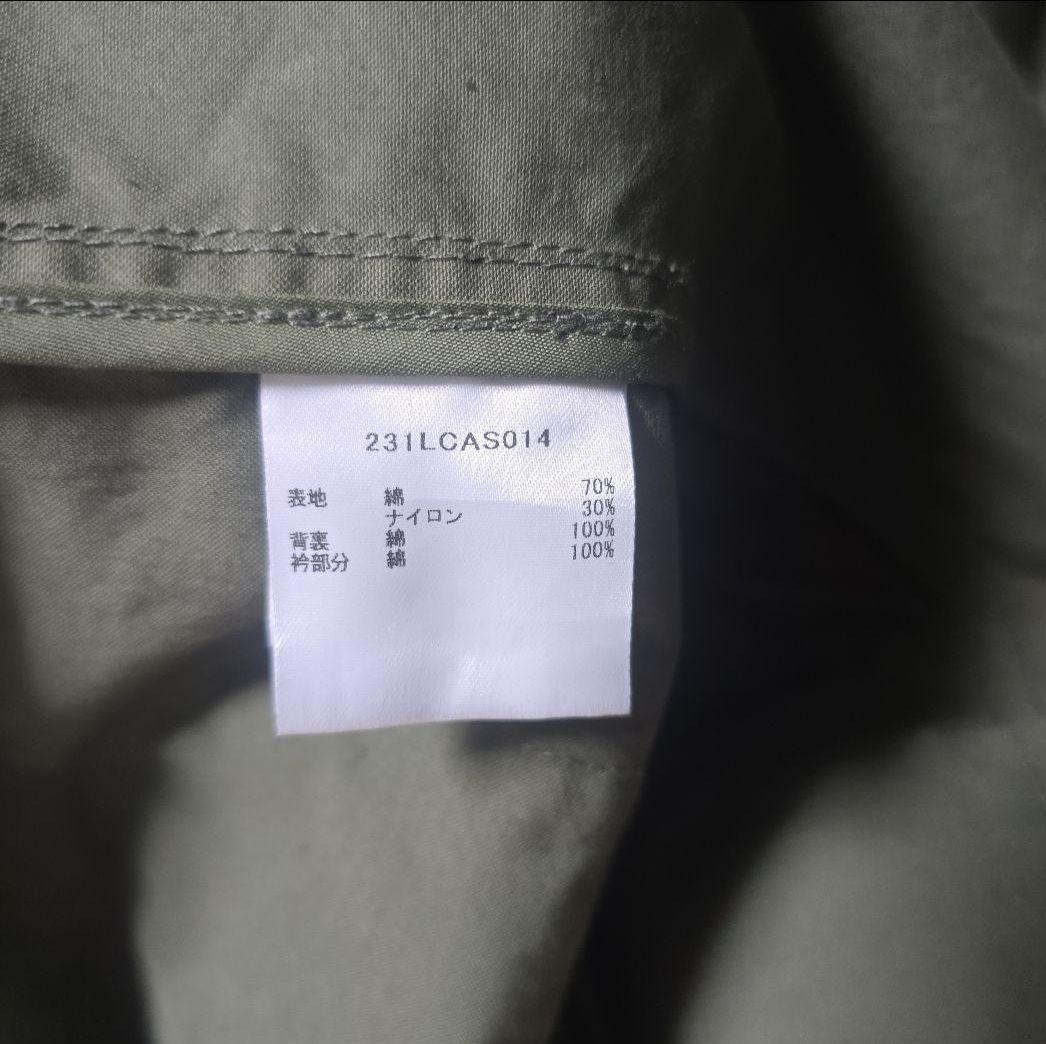 231LCAS014
表地 綿 70%
ナイロン 30%
背裏 綿 100%
衿部分 綿 100%